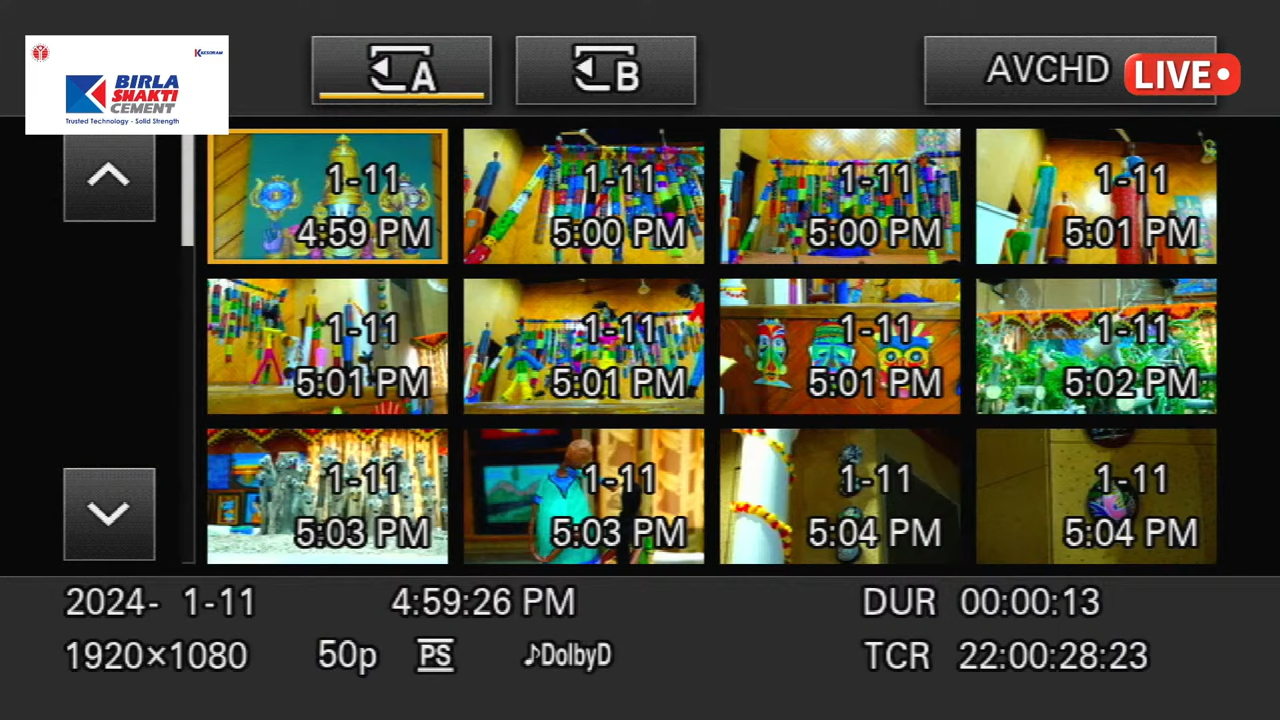 KESORAM
BIRLA
SHAKTI
CEMENT
Trusted Technology - Solid Strength
A
B
AVCHD
LIVE
1-11
4:59 PM
1-11
5:00 PM
1-11
5:00 PM
1-11
5:01 PM
1-11
5:01 PM
1-11
5:01 PM
1-11
5:01 PM
1-11
5:02 PM
1-11
5:03 PM
1-11
5:03 PM
1-11
5:04 PM
1-11
5:04 PM
2024- 1-11 4:59:26 PM DUR 00:00:13
1920×1080 50p PS ♪DolbyD TCR 22:00:28:23